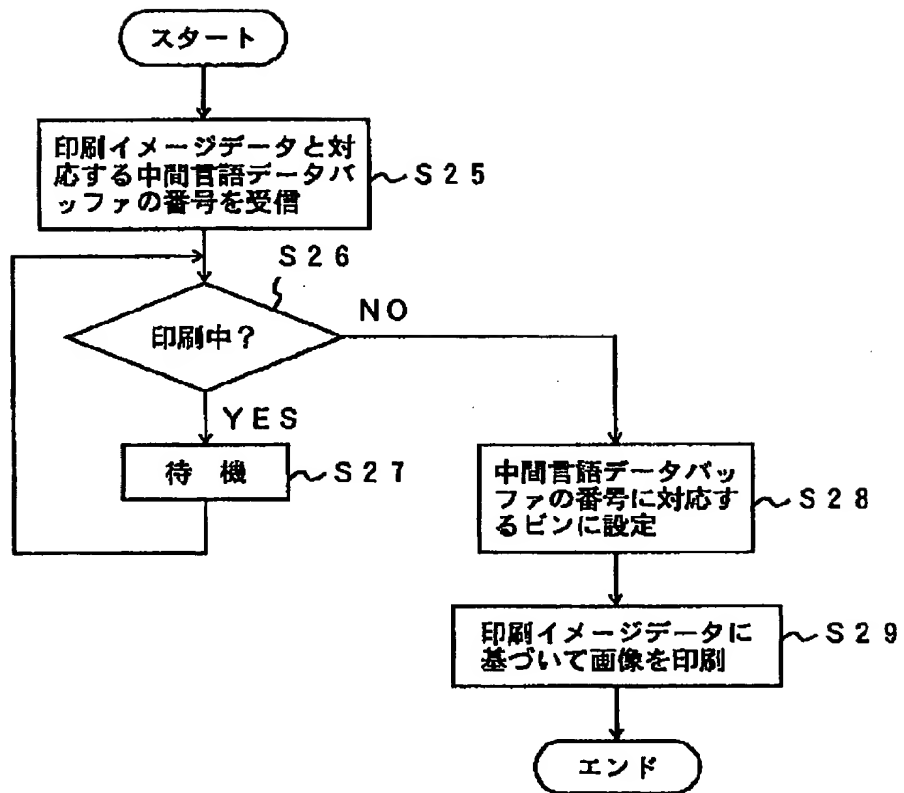 スタート
印刷イメージデータと対
応する中間言語データバ
ッファの番号を受信
S25
S26
印刷中?
NO
YES
待機
S27
中間言語データバッ
ファの番号に対応す
るビンに設定
S28
印刷イメージデータに
基づいて画像を印刷
S29
エンド